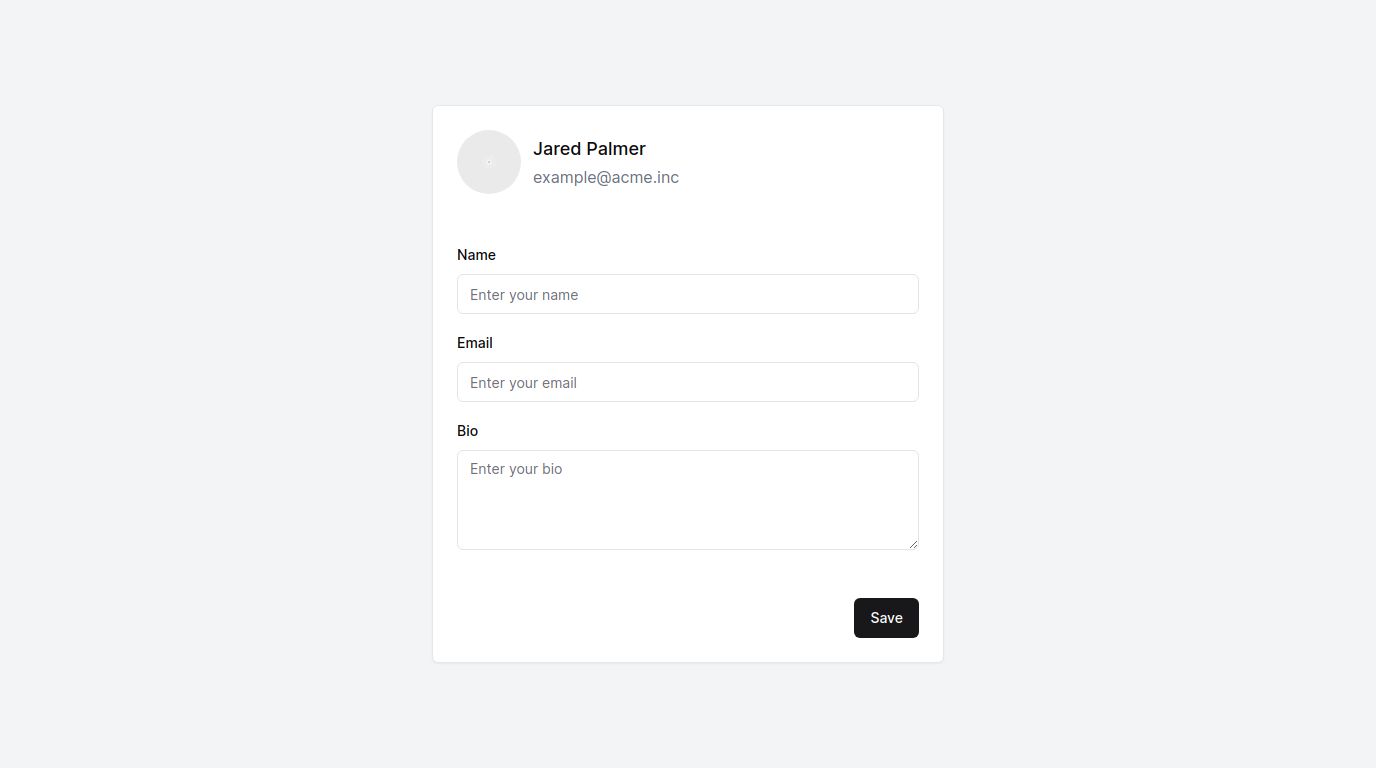 Jared Palmer
example@acme.inc
Name
Enter your name
Email
Enter your email
Bio
Enter your bio
Save